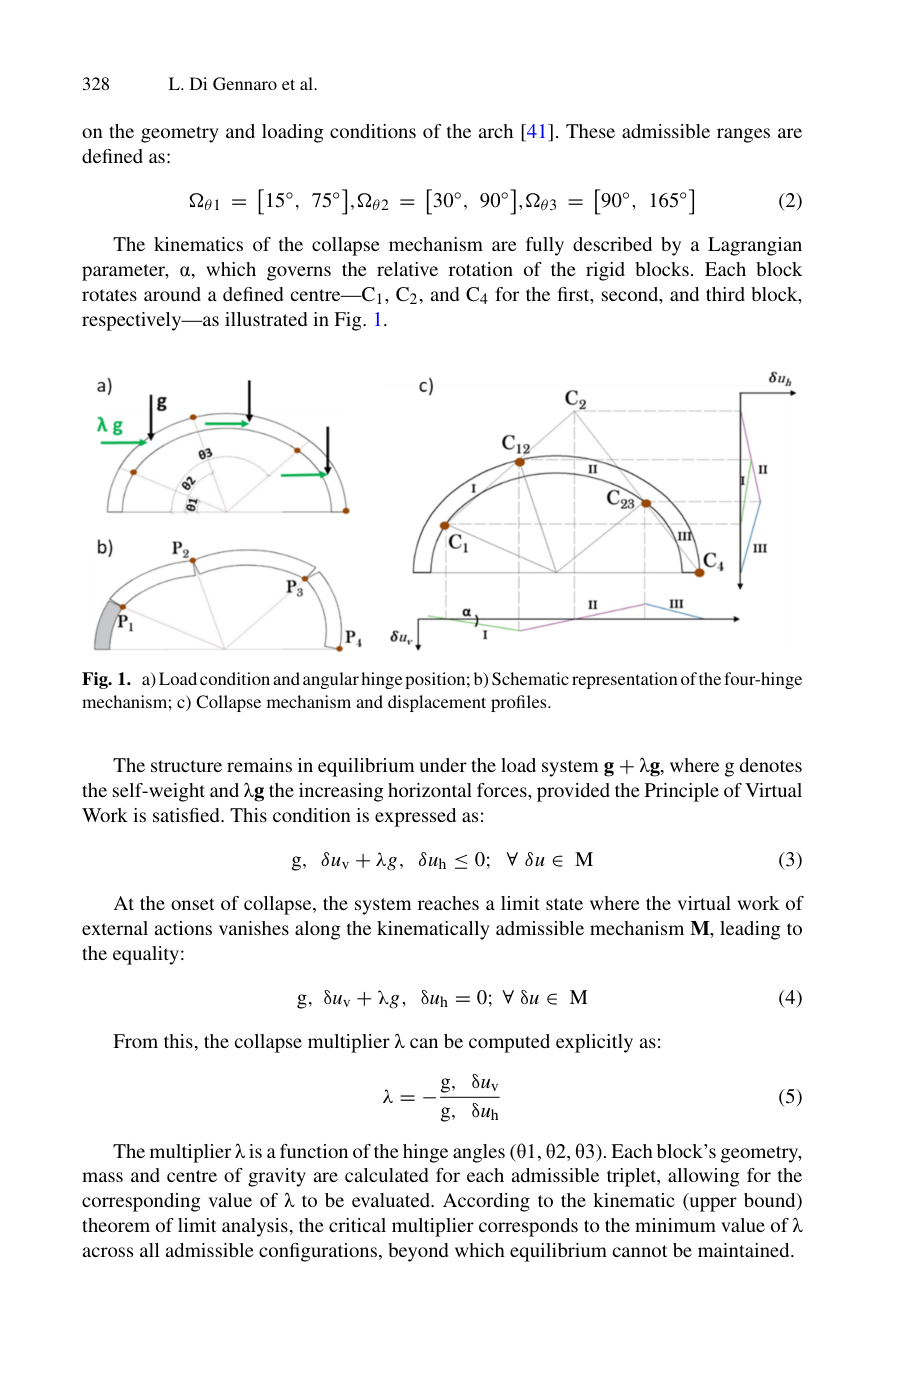 328 L. Di Gennaro et al.
on the geometry and loading conditions of the arch [41]. These admissible ranges are
defined as:
Ωθ1 = [15°, 75°],Ωθ2 = [30°, 90°],Ωθ3 = [90°, 165°] (2)
The kinematics of the collapse mechanism are fully described by a Lagrangian
parameter, α, which governs the relative rotation of the rigid blocks. Each block
rotates around a defined centre—C1, C2, and C4 for the first, second, and third block,
respectively—as illustrated in Fig. 1.
a)
g
λ g
θ3
θ2
θ1
b)
P2
P3
P1
P4
c)
C2
C12
II
I
C23
C1
III
C4
δuh
II
I
III
α
II
III
I
δuv
Fig. 1. a) Load condition and angular hinge position; b) Schematic representation of the four-hinge
mechanism; c) Collapse mechanism and displacement profiles.
The structure remains in equilibrium under the load system g + λg, where g denotes
the self-weight and λg the increasing horizontal forces, provided the Principle of Virtual
Work is satisfied. This condition is expressed as:
g, δuv + λg, δuh ≤ 0; ∀ δu ∈ M (3)
At the onset of collapse, the system reaches a limit state where the virtual work of
external actions vanishes along the kinematically admissible mechanism M, leading to
the equality:
g, δuv + λg, δuh = 0; ∀ δu ∈ M (4)
From this, the collapse multiplier λ can be computed explicitly as:
λ = − g, δuv / g, δuh (5)
The multiplier λ is a function of the hinge angles (θ1, θ2, θ3). Each block's geometry,
mass and centre of gravity are calculated for each admissible triplet, allowing for the
corresponding value of λ to be evaluated. According to the kinematic (upper bound)
theorem of limit analysis, the critical multiplier corresponds to the minimum value of λ
across all admissible configurations, beyond which equilibrium cannot be maintained.